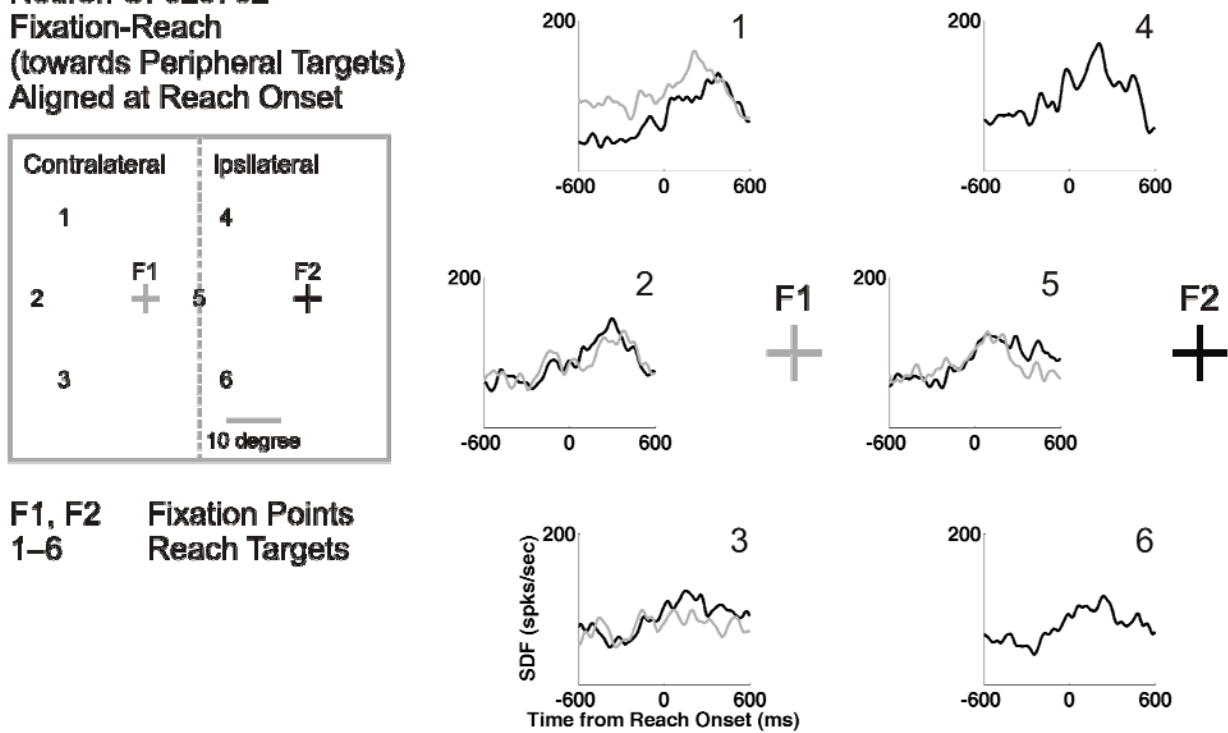 Fixation-Reach
(towards Peripheral Targets)
Aligned at Reach Onset
Contralateral Ipsilateral
1 4
F1 F2
2 5
3 6
10 degree
F1, F2 Fixation Points
1–6 Reach Targets
200 1
-600 0 600
200 4
-600 0 600
200 2
-600 0 600
F1
200 5
-600 0 600
F2
200 3
SDF (spks/sec)
-600 0 600
Time from Reach Onset (ms)
200 6
-600 0 600